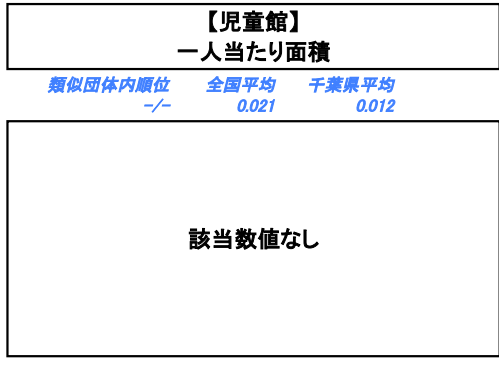 【児童館】
一人当たり面積
類似団体内順位 全国平均 千葉県平均
-/- 0.021 0.012
該当数値なし